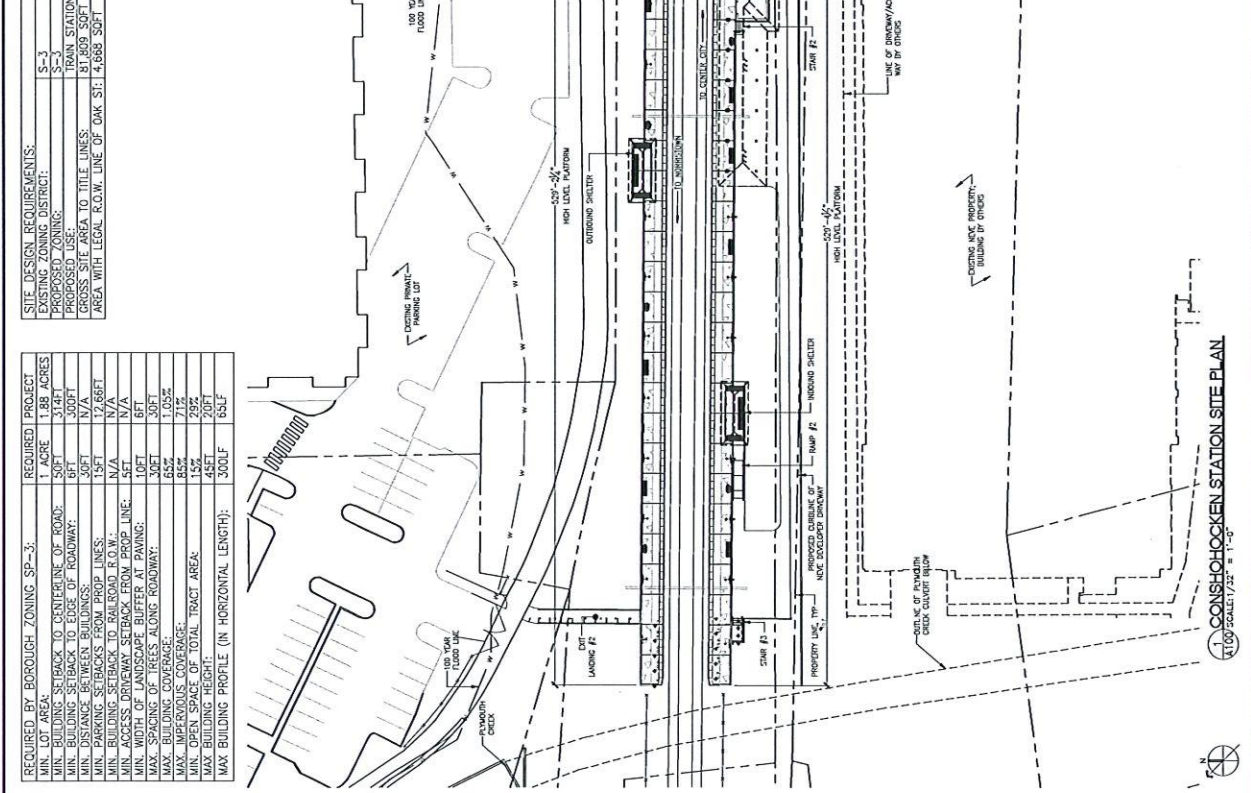 REQUIRED BY BOROUGH ZONING SP-3: REQUIRED PROJECT
MIN. LOT AREA: 1 ACRE 1.88 ACRES
MIN. BUILDING SETBACK TO CENTERLINE OF ROAD: 50FT 314FT
MIN. BUILDING SETBACK TO EDGE OF ROADWAY: 6FT 300FT
MIN. DISTANCE BETWEEN BUILDINGS: 30FT N/A
MIN. PARKING SETBACKS FROM PROP LINES: 15FT 12.66FT
MIN. BUILDING SETBACK TO RAILROAD R.O.W.: N/A N/A
MIN. ACCESS DRIVEWAY SETBACK FROM PROP LINE: 5FT N/A
MIN. WIDTH OF LANDSCAPE BUFFER AT PAVING: 10FT 6FT
MAX. SPACING OF TREES ALONG ROADWAY: 30FT 30FT
MAX. BUILDING COVERAGE: 65% 1.05%
MAX. IMPERVIOUS COVERAGE: 85% 71%
MIN. OPEN SPACE OF TOTAL TRACT AREA: 15% 29%
MAX BUILDING HEIGHT: 45FT 20FT
MAX BUILDING PROFILE (IN HORIZONTAL LENGTH): 300LF 65LF
SITE DESIGN REQUIREMENTS:
EXISTING ZONING DISTRICT: S-3
PROPOSED ZONING: S-3
PROPOSED USE: TRAIN STATION
GROSS SITE AREA TO TITLE LINES: 81,809 SQFT
AREA WITH LEGAL R.O.W. LINE OF OAK ST: 4,668 SQFT
EXISTING PRIVATE
PARKING LOT
FLOOD LIN
100 YEAR
FLOOD LINE
PLYMOUTH
CREEK
W
W
W
W
W
W
W
W
529'-2¼"
HIGH LEVEL PLATFORM
OUTBOUND SHELTER
EXIT
LANDING #2
TO NORRISTOWN
TO CENTER CITY
STAIR #2
STAIR #3
RAMP #2
INBOUND SHELTER
PROPERTY LINE, TYP.
PROPOSED CURBLINE OF
NEVE DEVELOPER DRIVEWAY
529'-4½"
HIGH LEVEL PLATFORM
WAY BY OTHERS
EXISTING NEVE PROPERTY;
BUILDING BY OTHERS
OUTLINE OF PLYMOUTH
CREEK CULVERT BELOW
N
1 CONSHOHOCKEN STATION SITE PLAN
A100 SCALE: 1/32" = 1'-0"